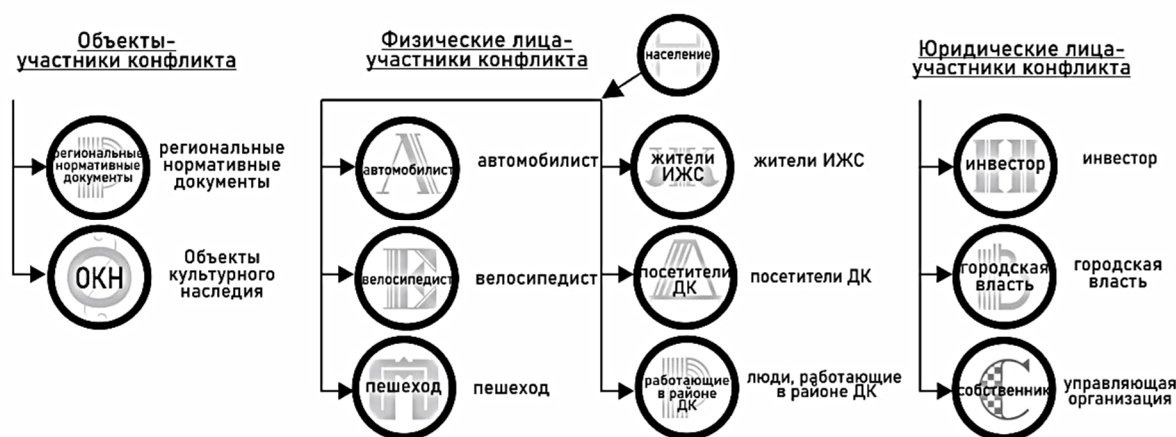 Объекты-
участники конфликта
региональные
нормативные
документы
региональные
нормативные
документы
ОКН
Объекты
культурного
наследия
Физические лица-
участники конфликта
население
автомобилист
автомобилист
велосипедист
велосипедист
пешеход
пешеход
жители
ИЖС
жители ИЖС
посетители
ДК
посетители ДК
работающие
в районе
ДК
люди, работающие
в районе ДК
Юридические лица-
участники конфликта
инвестор
инвестор
городская
власть
городская
власть
собственник
управляющая
организация